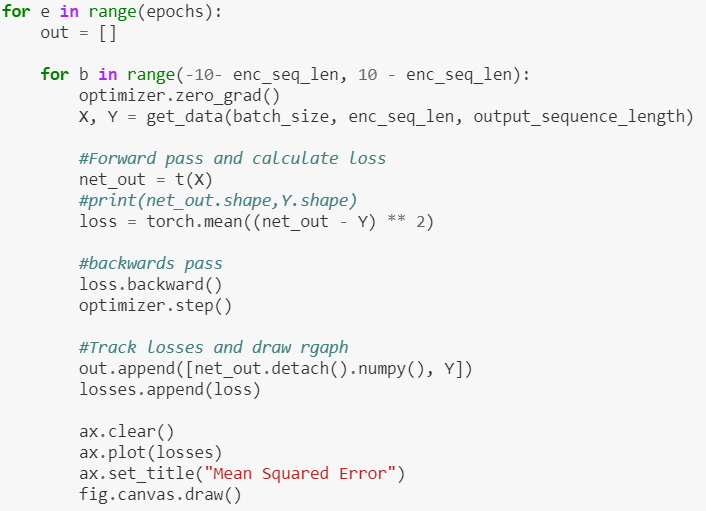 for e in range(epochs):
    out = []

    for b in range(-10- enc_seq_len, 10 - enc_seq_len):
        optimizer.zero_grad()
        X, Y = get_data(batch_size, enc_seq_len, output_sequence_length)

        #Forward pass and calculate loss
        net_out = t(X)
        #print(net_out.shape,Y.shape)
        loss = torch.mean((net_out - Y) ** 2)

        #backwards pass
        loss.backward()
        optimizer.step()

        #Track losses and draw rgaph
        out.append([net_out.detach().numpy(), Y])
        losses.append(loss)

        ax.clear()
        ax.plot(losses)
        ax.set_title("Mean Squared Error")
        fig.canvas.draw()